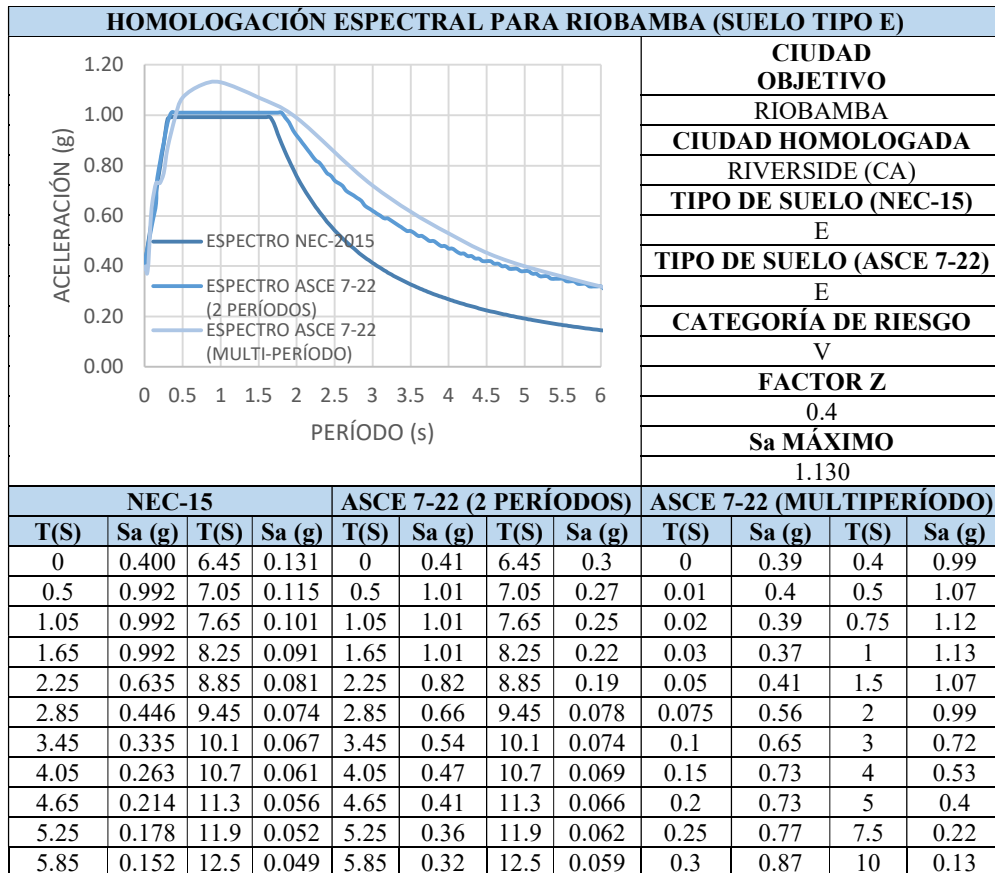 HOMOLOGACIÓN ESPECTRAL PARA RIOBAMBA (SUELO TIPO E)
1.20
1.00
0.80
0.60
0.40
0.20
0.00
ACELERACIÓN (g)
ESPECTRO NEC-2015
ESPECTRO ASCE 7-22
(2 PERÍODOS)
ESPECTRO ASCE 7-22
(MULTI-PERÍODO)
0 0.5 1 1.5 2 2.5 3 3.5 4 4.5 5 5.5 6
PERÍODO (s)
CIUDAD
OBJETIVO
RIOBAMBA
CIUDAD HOMOLOGADA
RIVERSIDE (CA)
TIPO DE SUELO (NEC-15)
E
TIPO DE SUELO (ASCE 7-22)
E
CATEGORÍA DE RIESGO
V
FACTOR Z
0.4
Sa MÁXIMO
1.130
NEC-15 ASCE 7-22 (2 PERÍODOS) ASCE 7-22 (MULTIPERÍODO)
T(S) Sa (g) T(S) Sa (g) T(S) Sa (g) T(S) Sa (g) T(S) Sa (g) T(S) Sa (g)
0 0.400 6.45 0.131 0 0.41 6.45 0.3 0 0.39 0.4 0.99
0.5 0.992 7.05 0.115 0.5 1.01 7.05 0.27 0.01 0.4 0.5 1.07
1.05 0.992 7.65 0.101 1.05 1.01 7.65 0.25 0.02 0.39 0.75 1.12
1.65 0.992 8.25 0.091 1.65 1.01 8.25 0.22 0.03 0.37 1 1.13
2.25 0.635 8.85 0.081 2.25 0.82 8.85 0.19 0.05 0.41 1.5 1.07
2.85 0.446 9.45 0.074 2.85 0.66 9.45 0.078 0.075 0.56 2 0.99
3.45 0.335 10.1 0.067 3.45 0.54 10.1 0.074 0.1 0.65 3 0.72
4.05 0.263 10.7 0.061 4.05 0.47 10.7 0.069 0.15 0.73 4 0.53
4.65 0.214 11.3 0.056 4.65 0.41 11.3 0.066 0.2 0.73 5 0.4
5.25 0.178 11.9 0.052 5.25 0.36 11.9 0.062 0.25 0.77 7.5 0.22
5.85 0.152 12.5 0.049 5.85 0.32 12.5 0.059 0.3 0.87 10 0.13